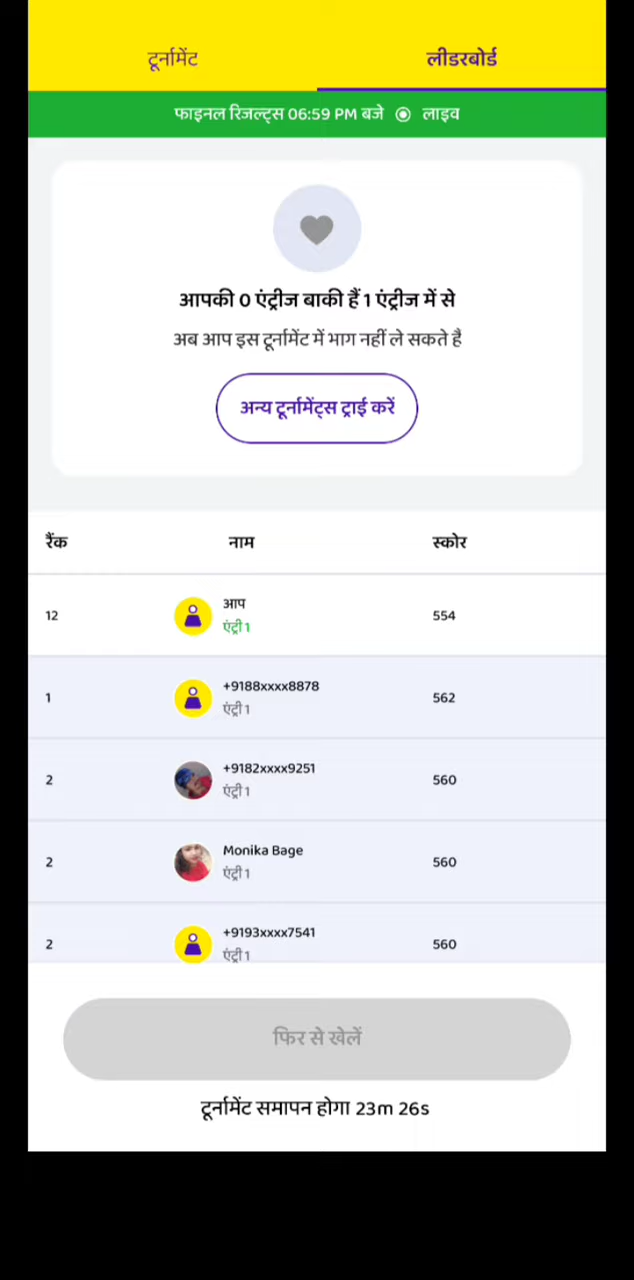 टूर्नामेंट
लीडरबोर्ड
फाइनल रिजल्ट्स 06:59 PM बजे लाइव
आपकी 0 एंट्रीज बाकी हैं 1 एंट्रीज में से
अब आप इस टूर्नामेंट में भाग नहीं ले सकते है
अन्य टूर्नामेंट्स ट्राई करें
रैंक नाम स्कोर
12 आप 554
एंट्री 1
1 +9188xxxx8878 562
एंट्री 1
2 +9182xxxx9251 560
एंट्री 1
2 Monika Bage 560
एंट्री 1
2 +9193xxxx7541 560
एंट्री 1
फिर से खेलें
टूर्नामेंट समापन होगा 23m 26s